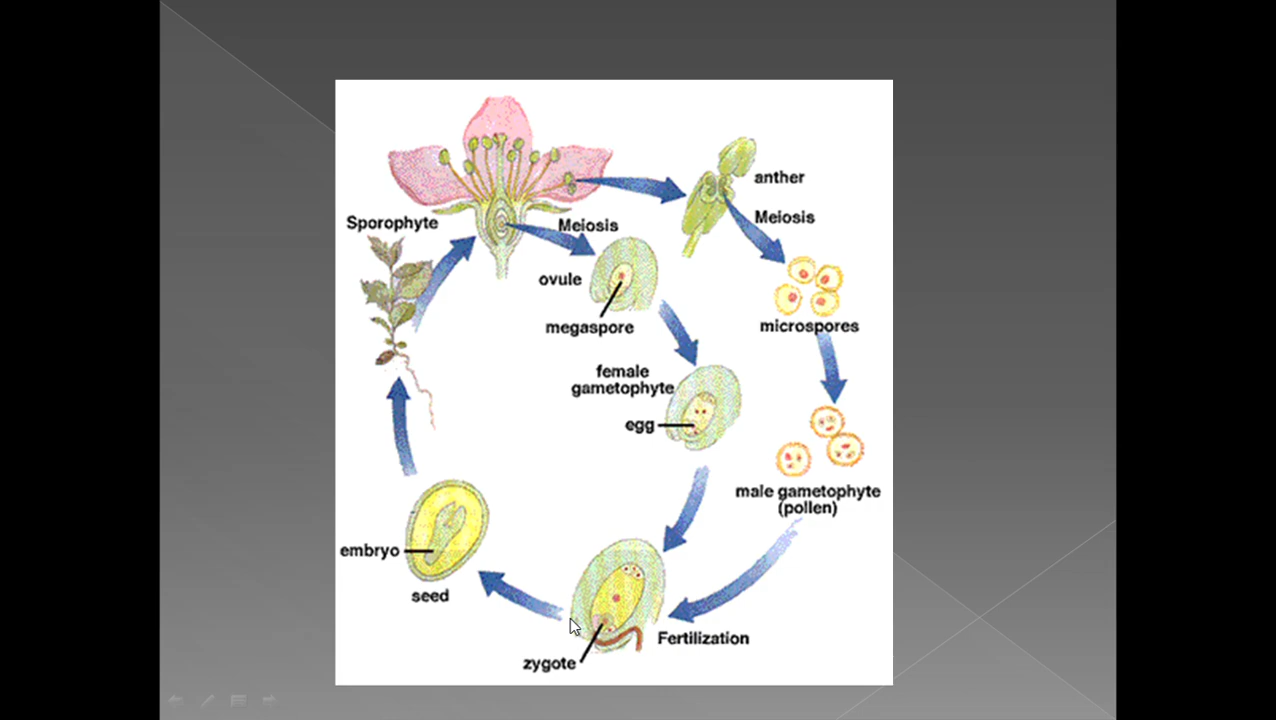 anther
Sporophyte
Meiosis
Meiosis
ovule
megaspore
microspores
female
gametophyte
egg
male gametophyte
(pollen)
embryo
seed
Fertilization
zygote